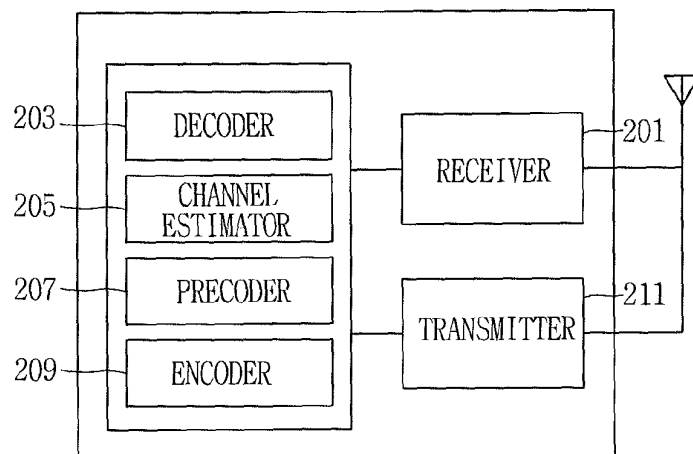 203
DECODER
201
RECEIVER
205
CHANNEL
ESTIMATOR
207
PRECODER
211
TRANSMITTER
209
ENCODER